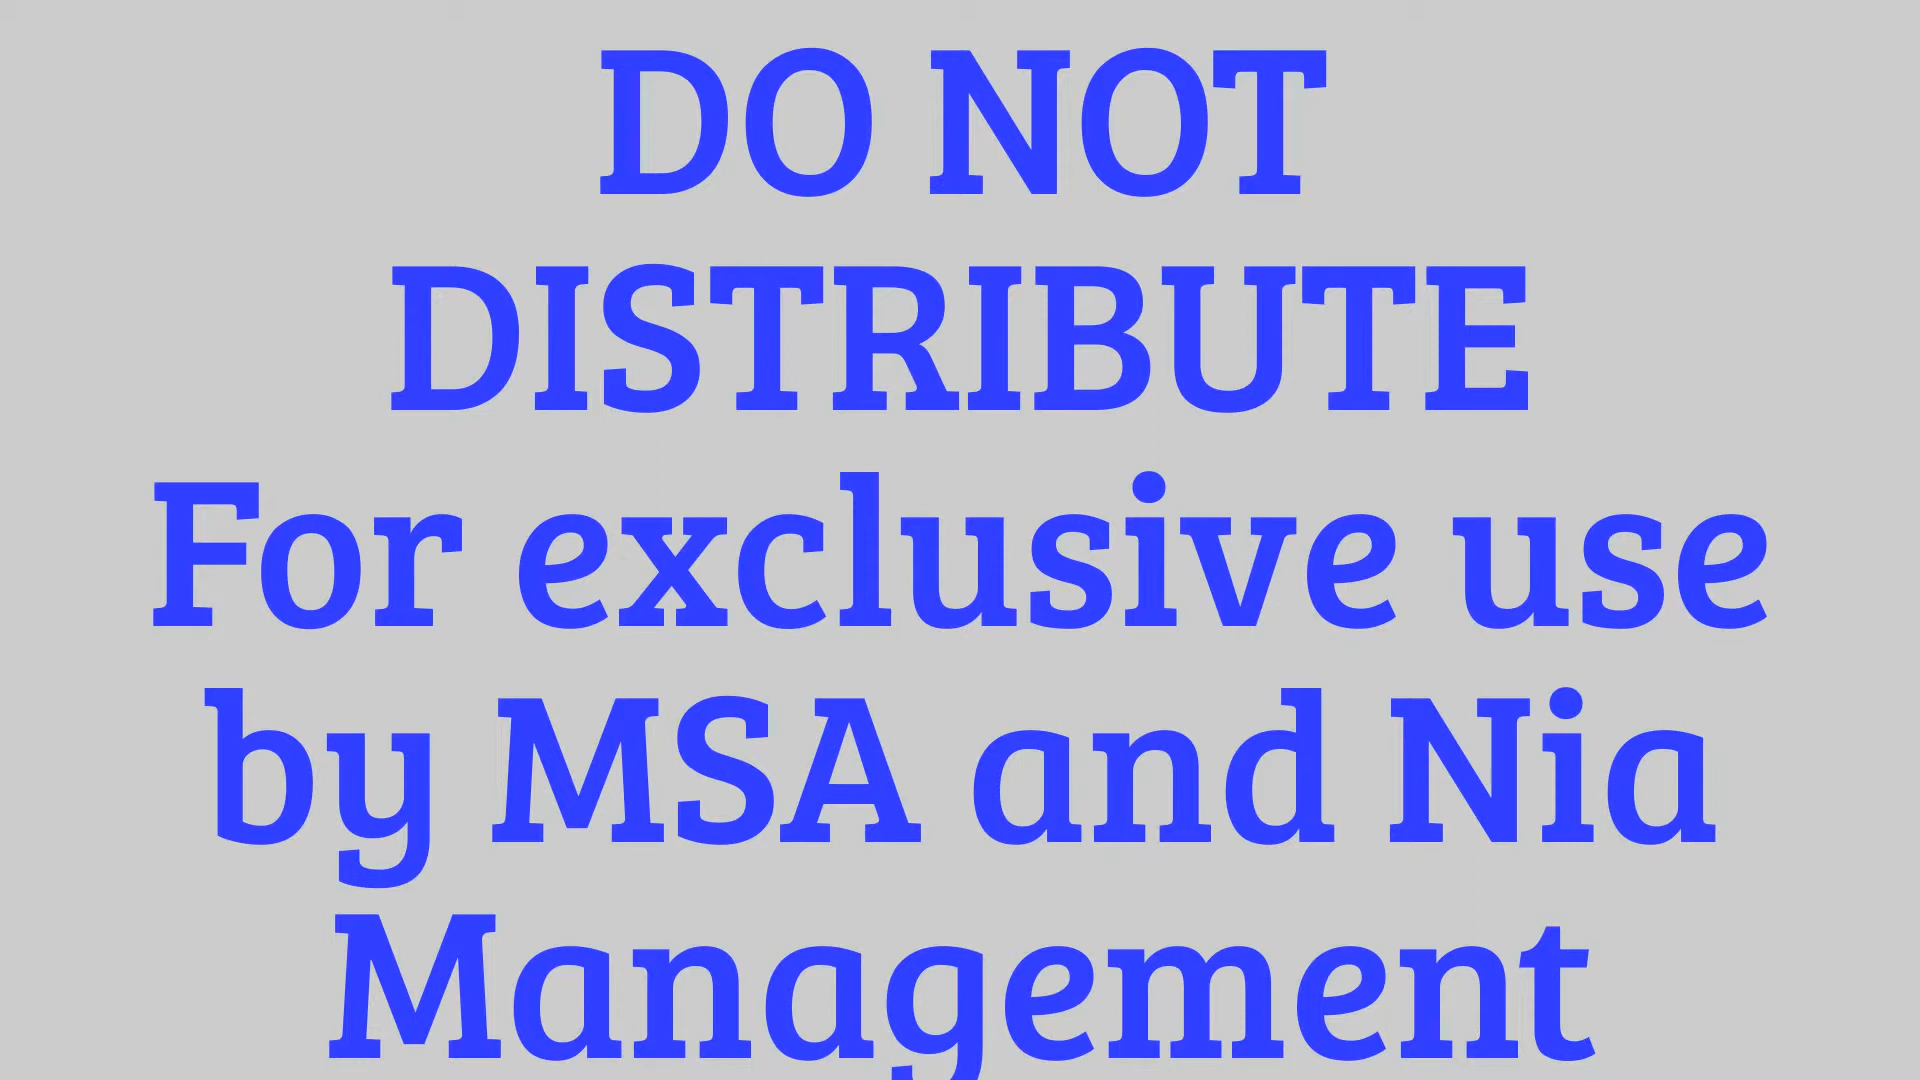 DO NOT
DISTRIBUTE
For exclusive use
by MSA and Nia
Management